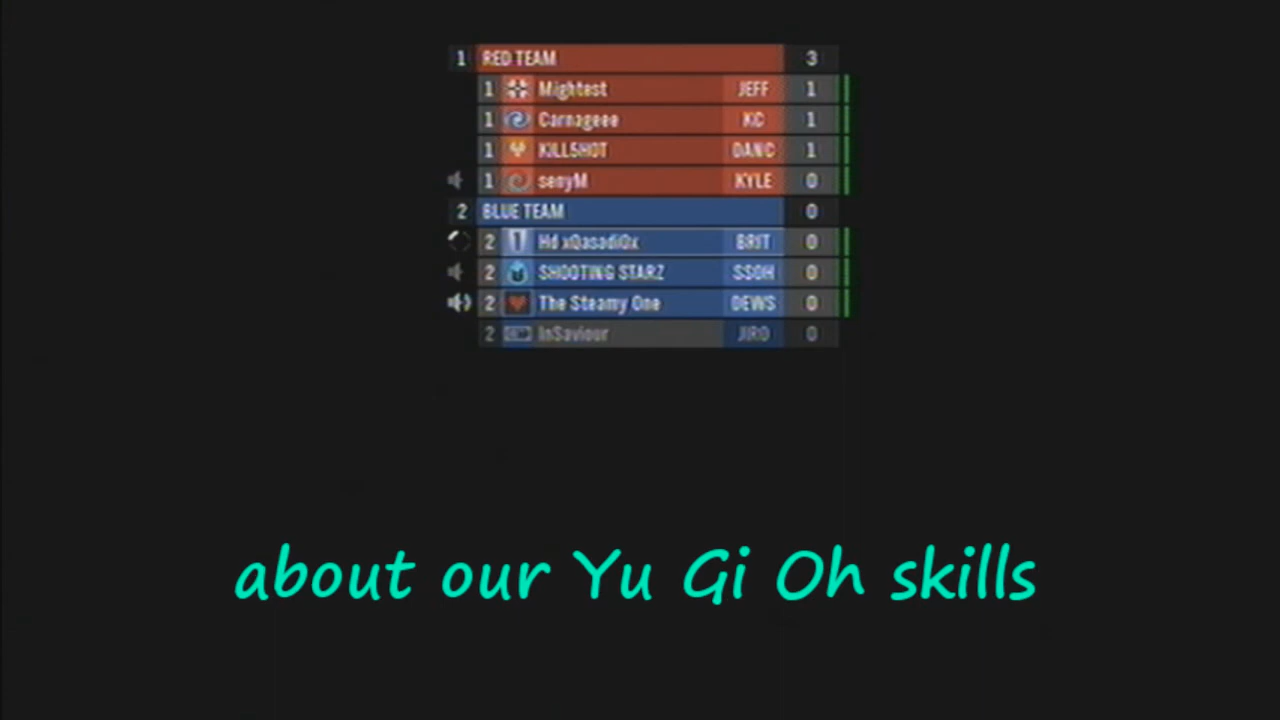 1 RED TEAM 3
1 Mightest JEFF 1
1 Carnageee KC 1
1 KILL5HOT DANC 1
1 senyM KYLE 0
2 BLUE TEAM 0
2 Hd xQasadiQx BRIT 0
2 SHOOTING STARZ SSOH 0
2 The Steamy One DEWS 0
2 InSaviour JIRO 0
about our Yu Gi Oh skills